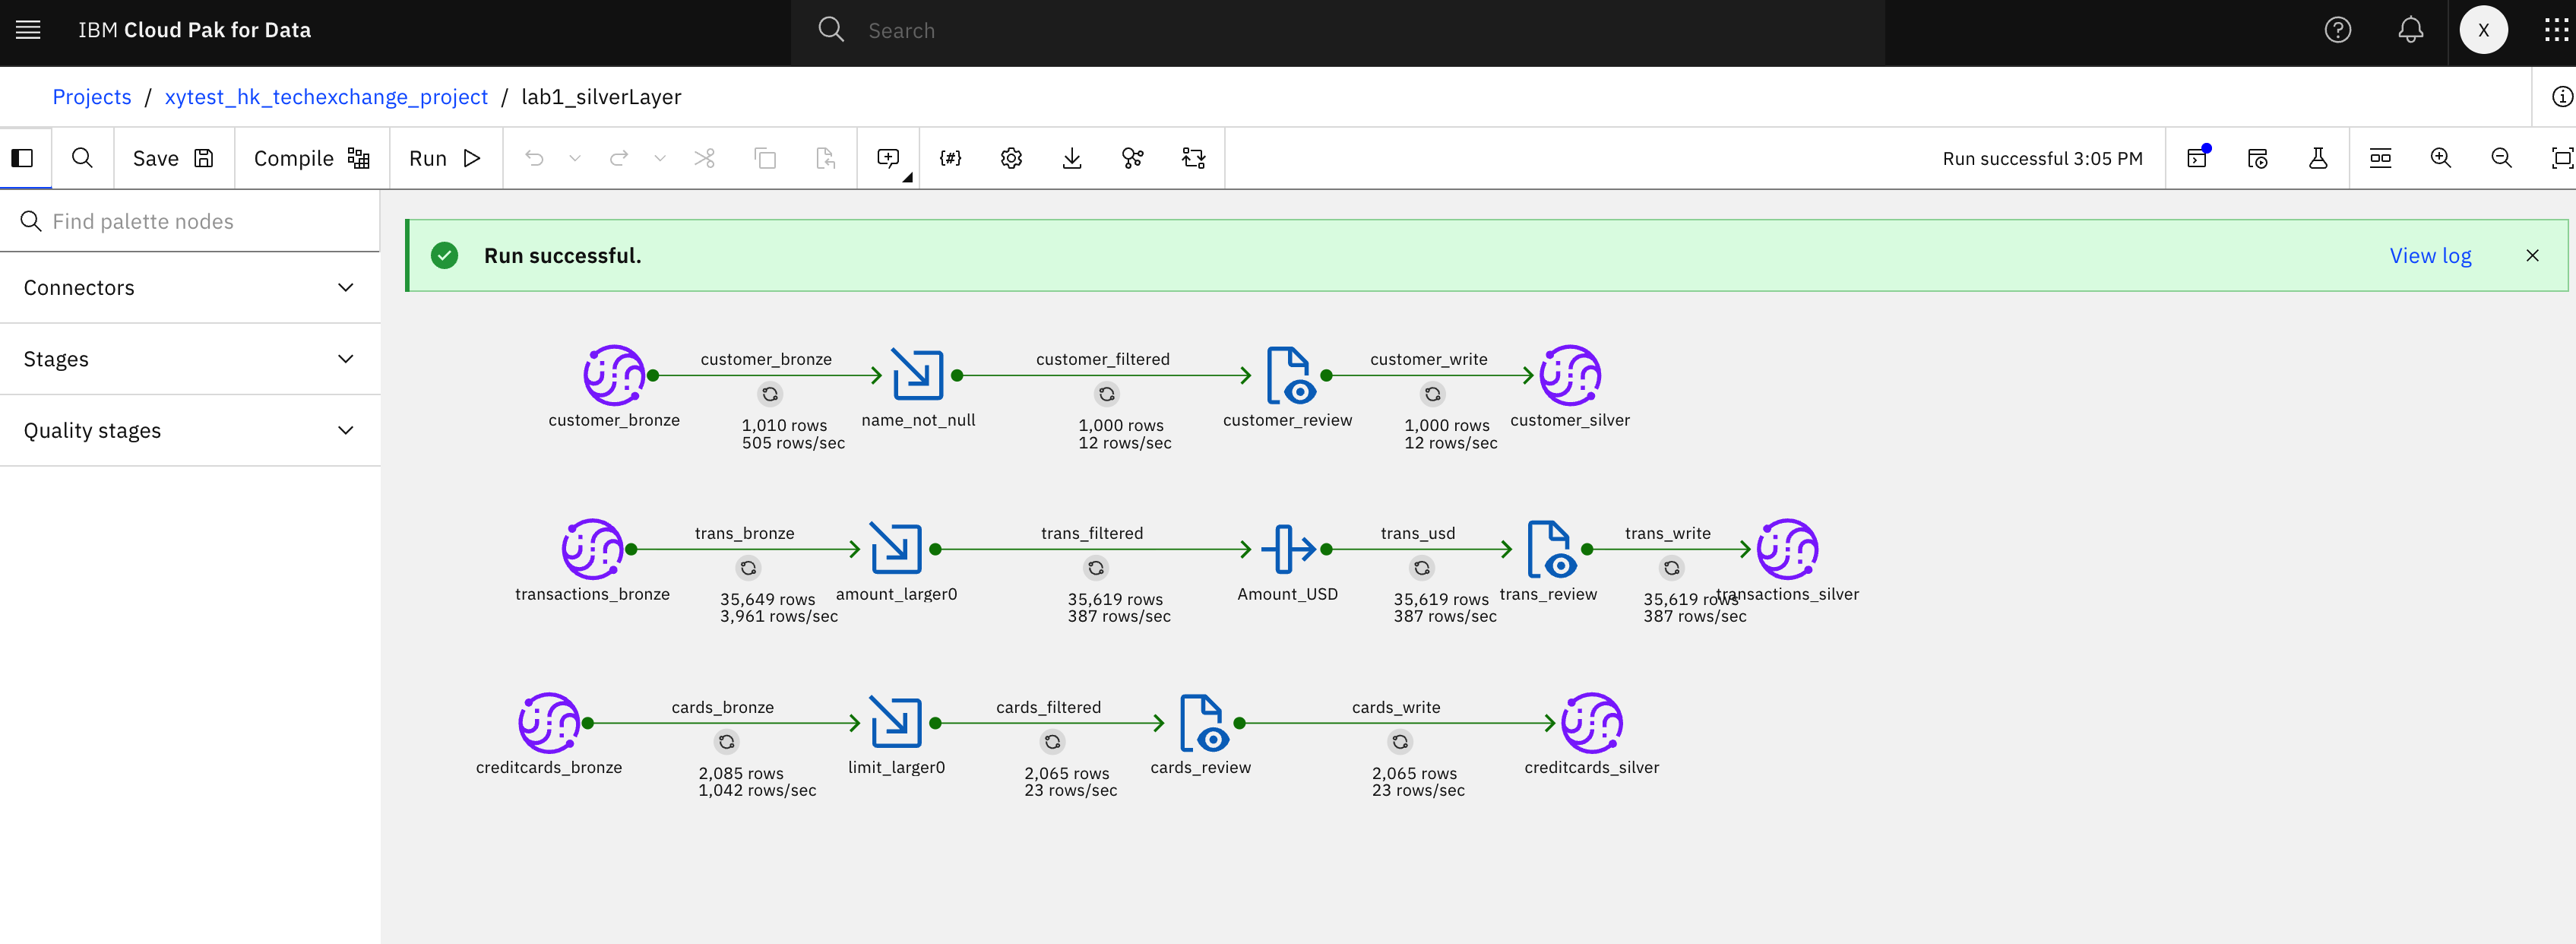 IBM Cloud Pak for Data
Search
X
Projects / xytest_hk_techexchange_project / lab1_silverLayer
Save
Compile
Run
{#}
Run successful 3:05 PM
Find palette nodes
Connectors
Stages
Quality stages
Run successful.
View log
customer_bronze
customer_filtered
customer_write
customer_bronze
name_not_null
customer_review
customer_silver
1,010 rows
505 rows/sec
1,000 rows
12 rows/sec
1,000 rows
12 rows/sec
trans_bronze
trans_filtered
trans_usd
trans_write
transactions_bronze
amount_larger0
Amount_USD
trans_review
transactions_silver
35,649 rows
3,961 rows/sec
35,619 rows
387 rows/sec
35,619 rows
387 rows/sec
35,619 rows
387 rows/sec
cards_bronze
cards_filtered
cards_write
creditcards_bronze
limit_larger0
cards_review
creditcards_silver
2,085 rows
1,042 rows/sec
2,065 rows
23 rows/sec
2,065 rows
23 rows/sec